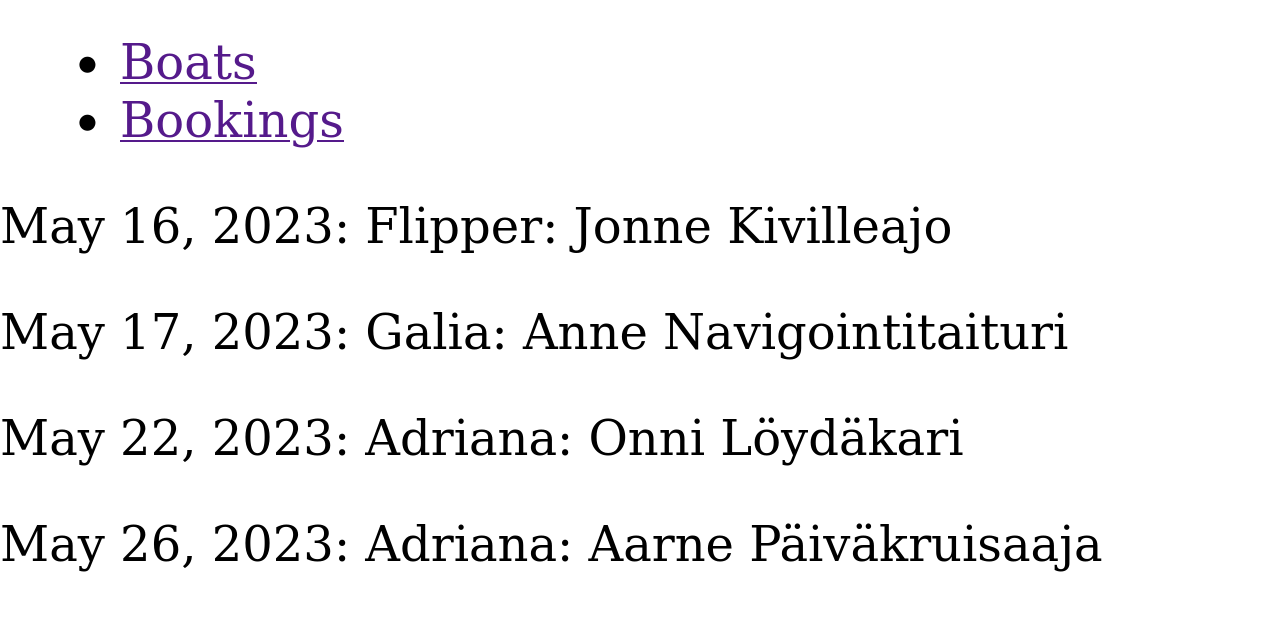 Boats
Bookings
May 16, 2023: Flipper: Jonne Kivilleajo
May 17, 2023: Galia: Anne Navigointitaituri
May 22, 2023: Adriana: Onni Löydäkari
May 26, 2023: Adriana: Aarne Päiväkruisaaja